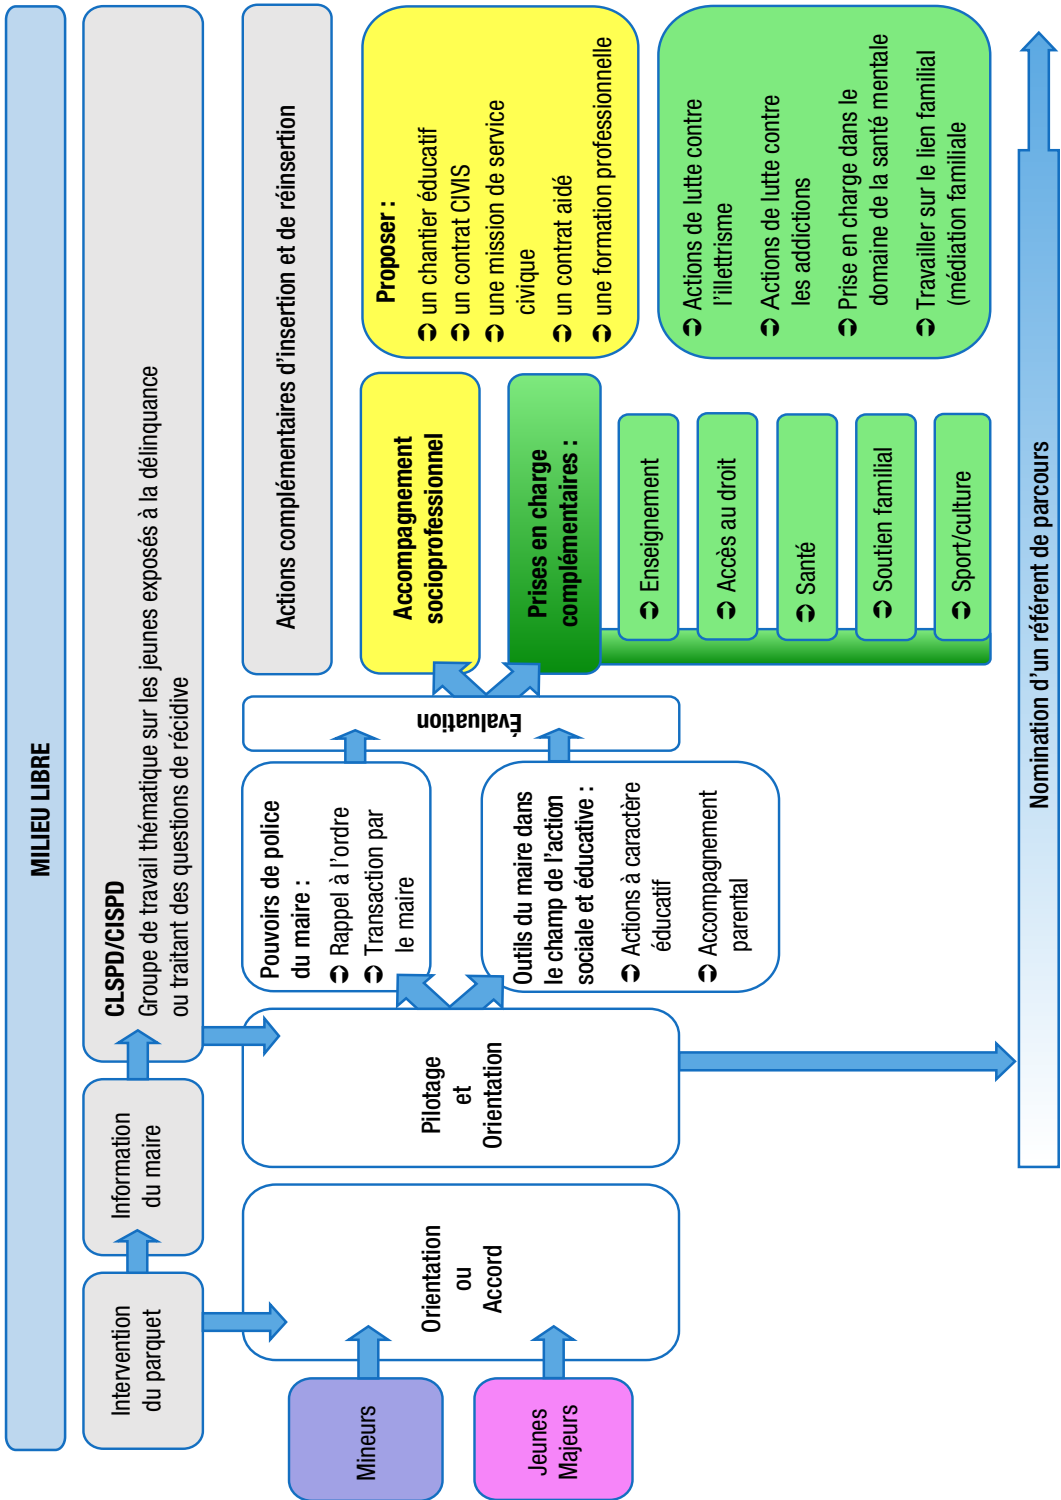 MILIEU LIBRE
Intervention
du parquet
Information
du maire
CLSPD/CISPD
Groupe de travail thématique sur les jeunes exposés à la délinquance
ou traitant des questions de récidive
Mineurs
Jeunes
Majeurs
Orientation
ou
Accord
Pilotage
et
Orientation
Pouvoirs de police
du maire :
➲ Rappel à l'ordre
➲ Transaction par
le maire
Outils du maire dans
le champ de l'action
sociale et éducative :
➲ Actions à caractère
éducatif
➲ Accompagnement
parental
Évaluation
Actions complémentaires d'insertion et de réinsertion
Accompagnement
socioprofessionnel
Proposer :
➲ un chantier éducatif
➲ un contrat CIVIS
➲ une mission de service
civique
➲ un contrat aidé
➲ une formation professionnelle
Prises en charge
complémentaires :
➲ Enseignement
➲ Accès au droit
➲ Santé
➲ Soutien familial
➲ Sport/culture
➲ Actions de lutte contre
l'illettrisme
➲ Actions de lutte contre
les addictions
➲ Prise en charge dans le
domaine de la santé mentale
➲ Travailler sur le lien familial
(médiation familiale
Nomination d'un référent de parcours